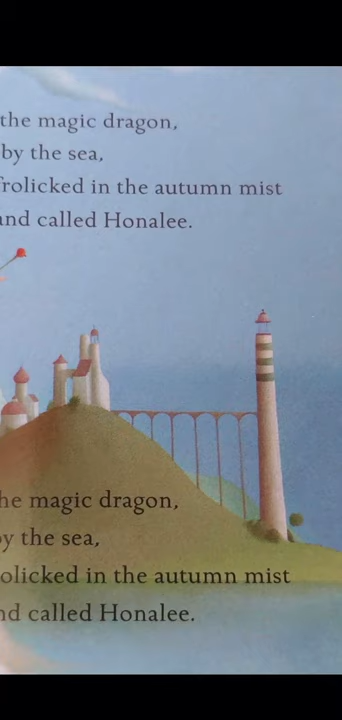 the magic dragon,
by the sea,
frolicked in the autumn mist
and called Honalee.
he magic dragon,
y the sea,
olicked in the autumn mist
nd called Honalee.